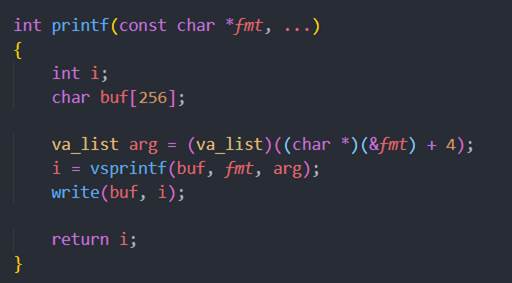 int printf(const char *fmt, ...)
{
    int i;
    char buf[256];

    va_list arg = (va_list)((char *)(&fmt) + 4);
    i = vsprintf(buf, fmt, arg);
    write(buf, i);

    return i;
}